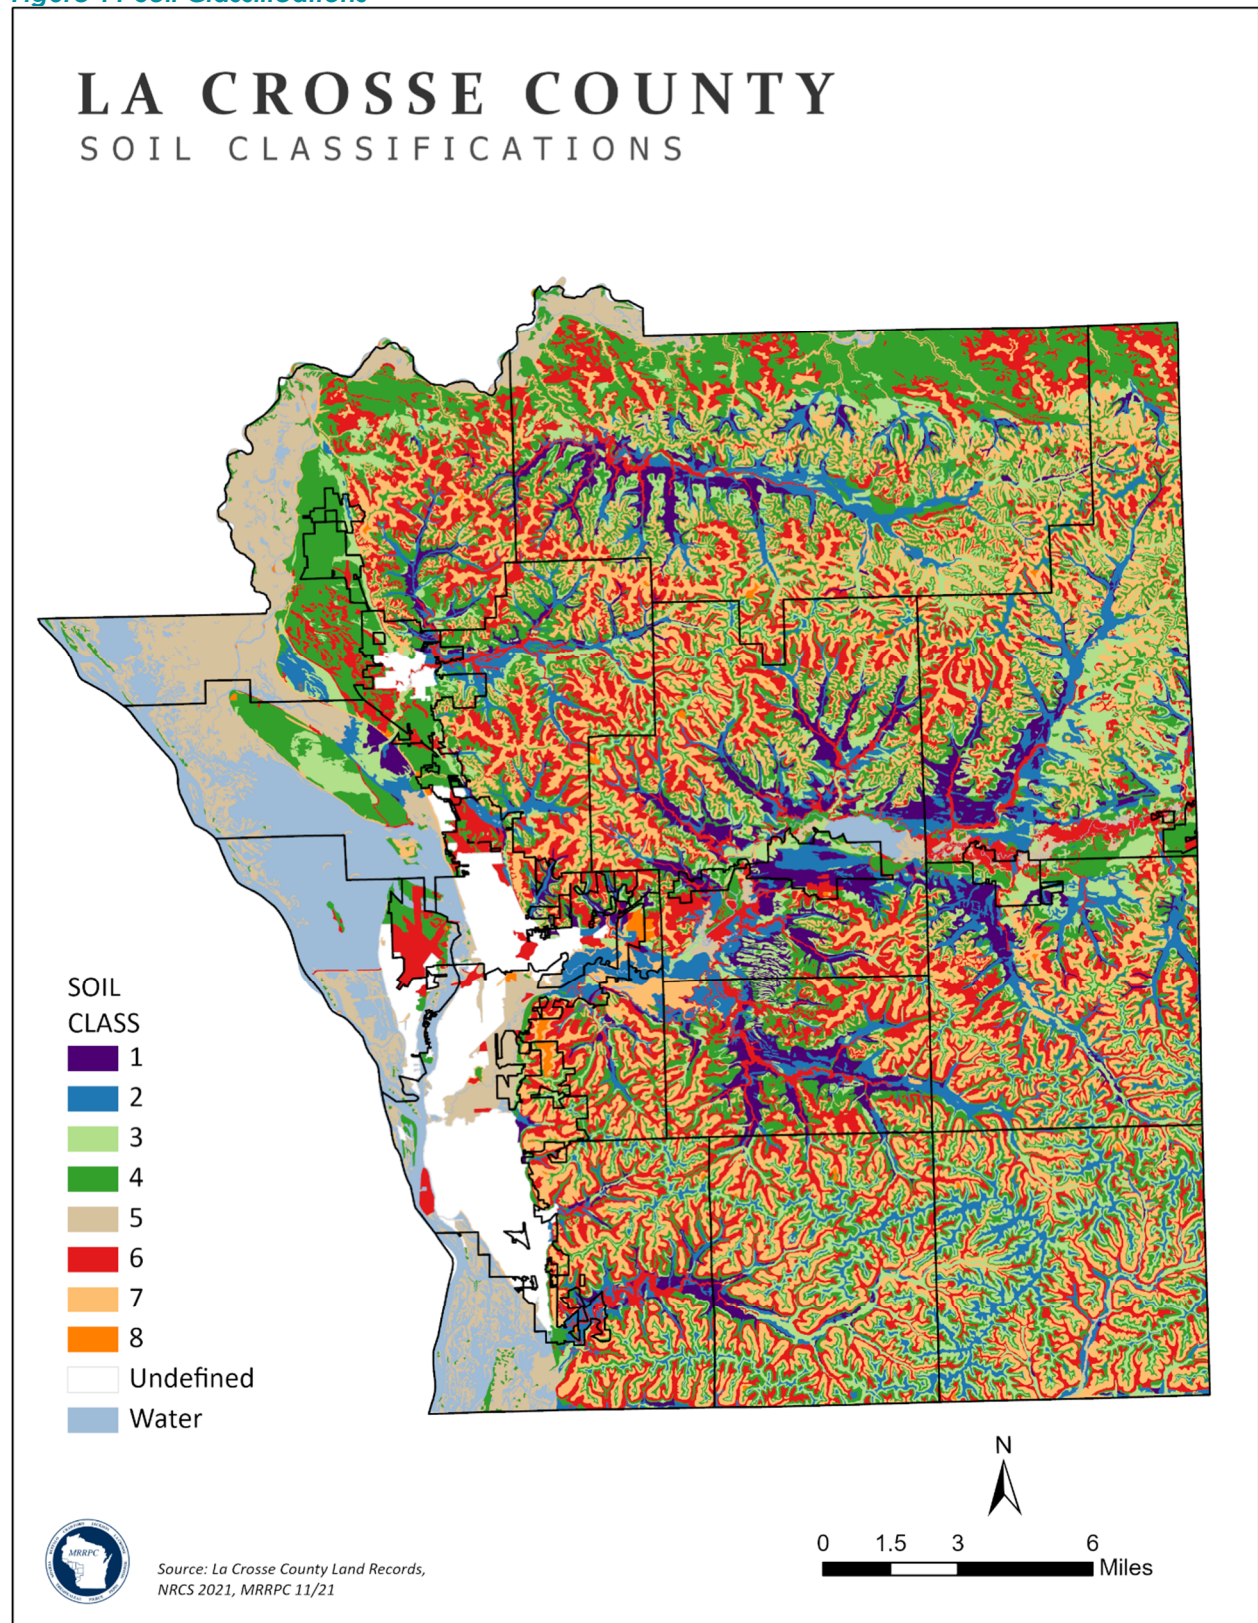 LA CROSSE COUNTY
SOIL CLASSIFICATIONS
SOIL
CLASS
1
2
3
4
5
6
7
8
Undefined
Water
N
0 1.5 3 6
Miles
MRRPC
Source: La Crosse County Land Records,
NRCS 2021, MRRPC 11/21